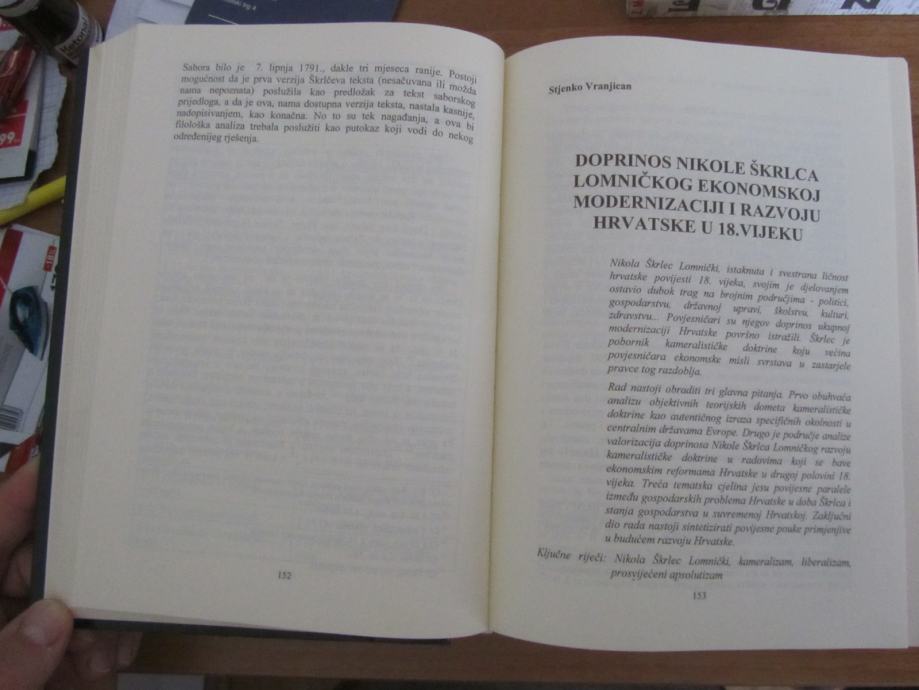 Sabora bilo je 7. lipnja 1791., dakle tri mjeseca ranije. Postoji
mogućnost da je prva verzija Škrlčeva teksta (nesačuvana ili možda
nama nepoznata) poslužila kao predložak za tekst saborskog
prijedloga, a da je ova, nama dostupna verzija teksta, nastala kasnije,
nadopisivanjem, kao konačna. No to su tek nagađanja, a ova bi
filološka analiza trebala poslužiti kao putokaz koji vodi do nekog
određenijeg rješenja.
152
Stjenko Vranjican
DOPRINOS NIKOLE ŠKRLCA
LOMNIČKOG EKONOMSKOJ
MODERNIZACIJI I RAZVOJU
HRVATSKE U 18.VIJEKU
Nikola Škrlec Lomnički, istaknuta i svestrana ličnost
hrvatske povijesti 18. vijeka, svojim je djelovanjem
ostavio dubok trag na brojnim područjima - politici,
gospodarstvu, državnoj upravi, školstvu, kulturi,
zdravstvu... Povjesničari su njegov doprinos ukupnoj
modernizaciji Hrvatske površno istražili. Škrlec je
pobornik kameralističke doktrine koju većina
povjesničara ekonomske misli svrstava u zastarjele
pravce tog razdoblja.
Rad nastoji obraditi tri glavna pitanja. Prvo obuhvaća
analizu objektivnih teorijskih dometa kameralističke
doktrine kao autentičnog izraza specifičnih okolnosti u
centralnim državama Evrope. Drugo je područje analize
valorizacija doprinosa Nikole Škrlca Lomničkog razvoju
kameralističke doktrine u radovima koji se bave
ekonomskim reformama Hrvatske u drugoj polovini 18.
vijeka. Treća tematska cjelina jesu povijesne paralele
između gospodarskih problema Hrvatske u doba Škrlca i
stanja gospodarstva u suvremenoj Hrvatskoj. Zaključni
dio rada nastoji sintetizirati povijesne pouke primjenjive
u budućem razvoju Hrvatske.
Ključne riječi: Nikola Škrlec Lomnički, kameralizam, liberalizam,
prosvijećeni apsolutizam
153